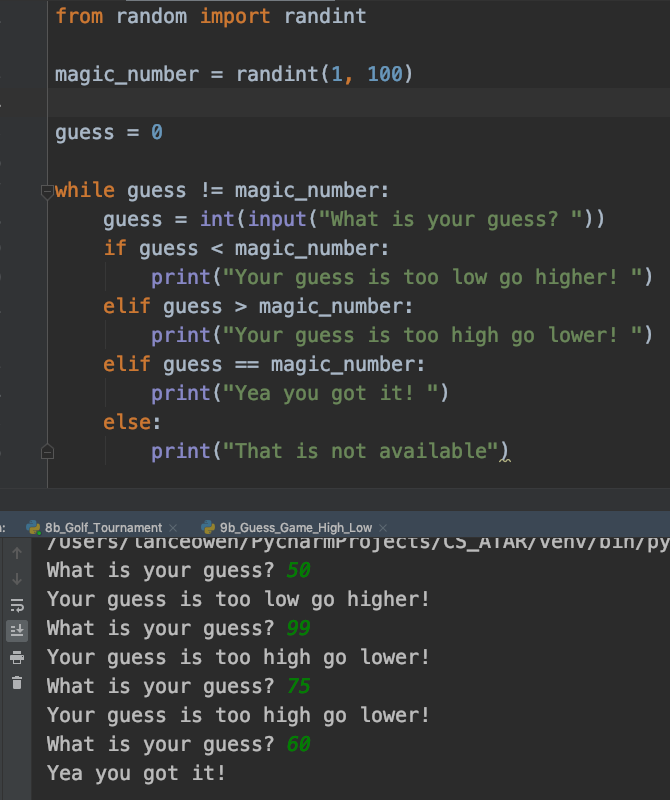 from random import randint
magic_number = randint(1, 100)
guess = 0
while guess != magic_number:
guess = int(input("What is your guess? "))
if guess < magic_number:
print("Your guess is too low go higher! ")
elif guess > magic_number:
print("Your guess is too high go lower! ")
elif guess == magic_number:
print("Yea you got it! ")
else:
print("That is not available")
8b_Golf_Tournament
9b_Guess_Game_High_Low
/Users/lanceowen/PycharmProjects/CS_ATAR/venv/bin/py
What is your guess? 50
Your guess is too low go higher!
What is your guess? 99
Your guess is too high go lower!
What is your guess? 75
Your guess is too high go lower!
What is your guess? 60
Yea you got it!